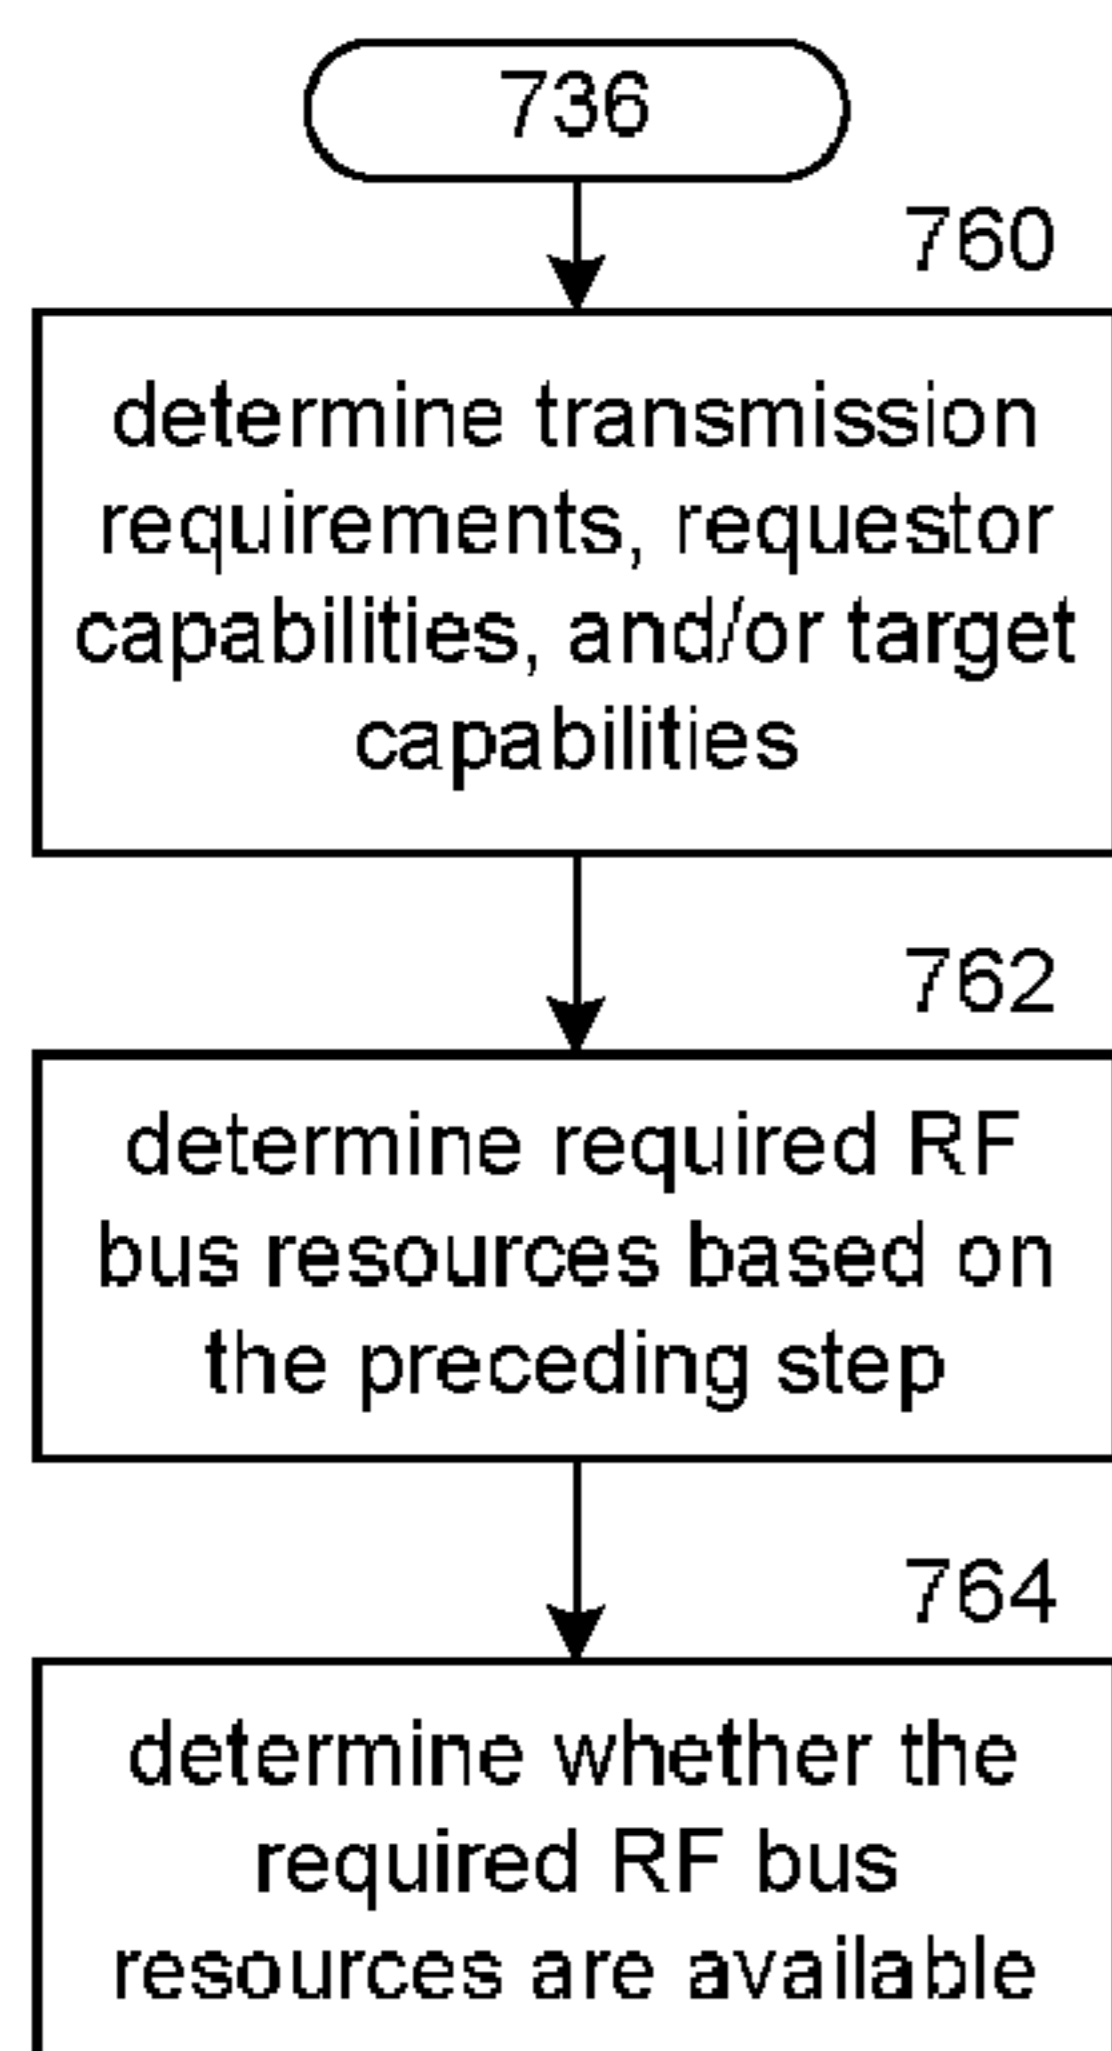 736
760
determine transmission
requirements, requestor
capabilities, and/or target
capabilities
762
determine required RF
bus resources based on
the preceding step
764
determine whether the
required RF bus
resources are available